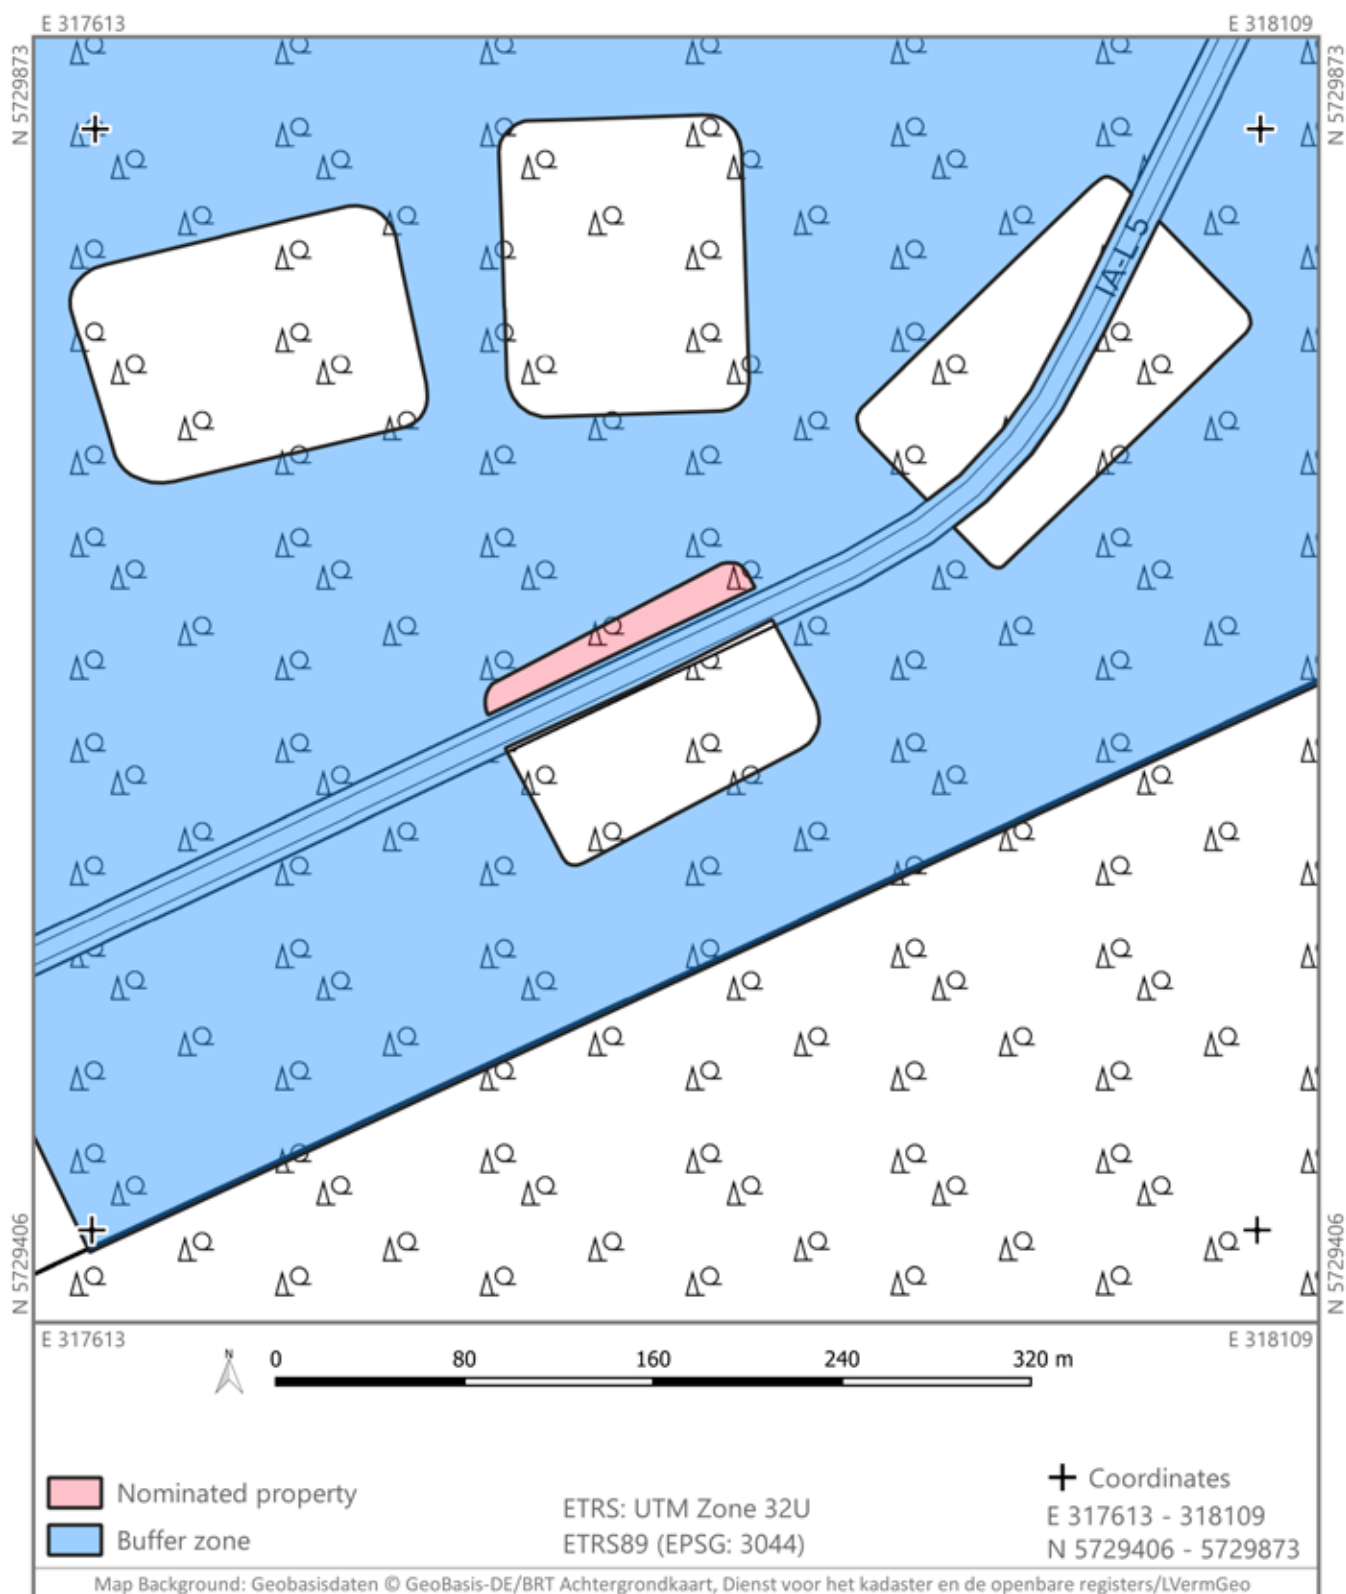 E 317613
E 318109
N 5729873
N 5729873
IA-L 5
N 5729406
N 5729406
E 317613
E 318109
N
0 80 160 240 320 m
Nominated property
Buffer zone
ETRS: UTM Zone 32U
ETRS89 (EPSG: 3044)
Coordinates
E 317613 - 318109
N 5729406 - 5729873
Map Background: Geobasisdaten © GeoBasis-DE/BRT Achtergrondkaart, Dienst voor het kadaster en de openbare registers/LVermGeo